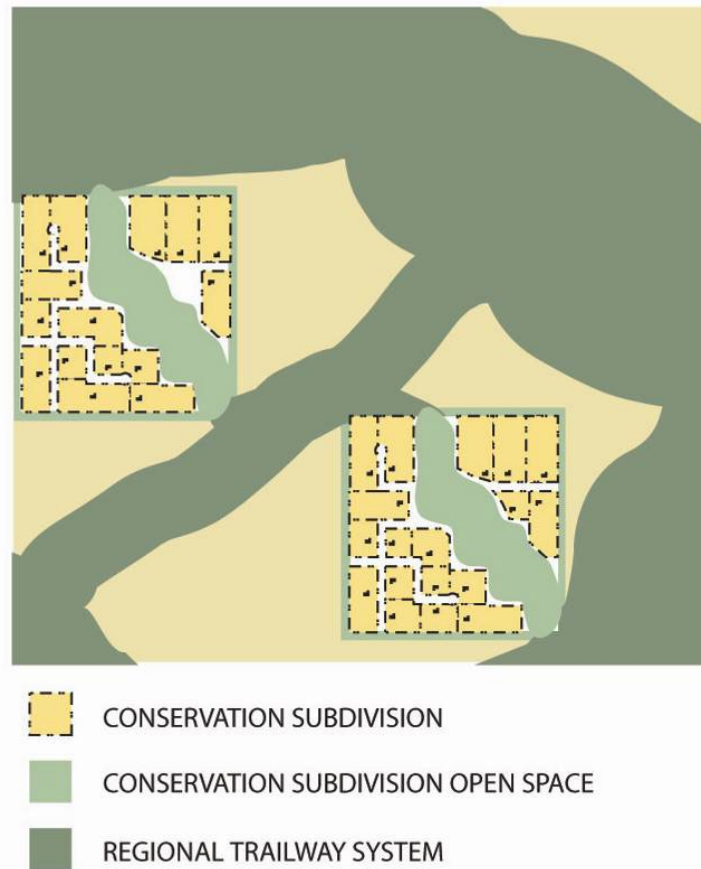 CONSERVATION SUBDIVISION
CONSERVATION SUBDIVISION OPEN SPACE
REGIONAL TRAILWAY SYSTEM